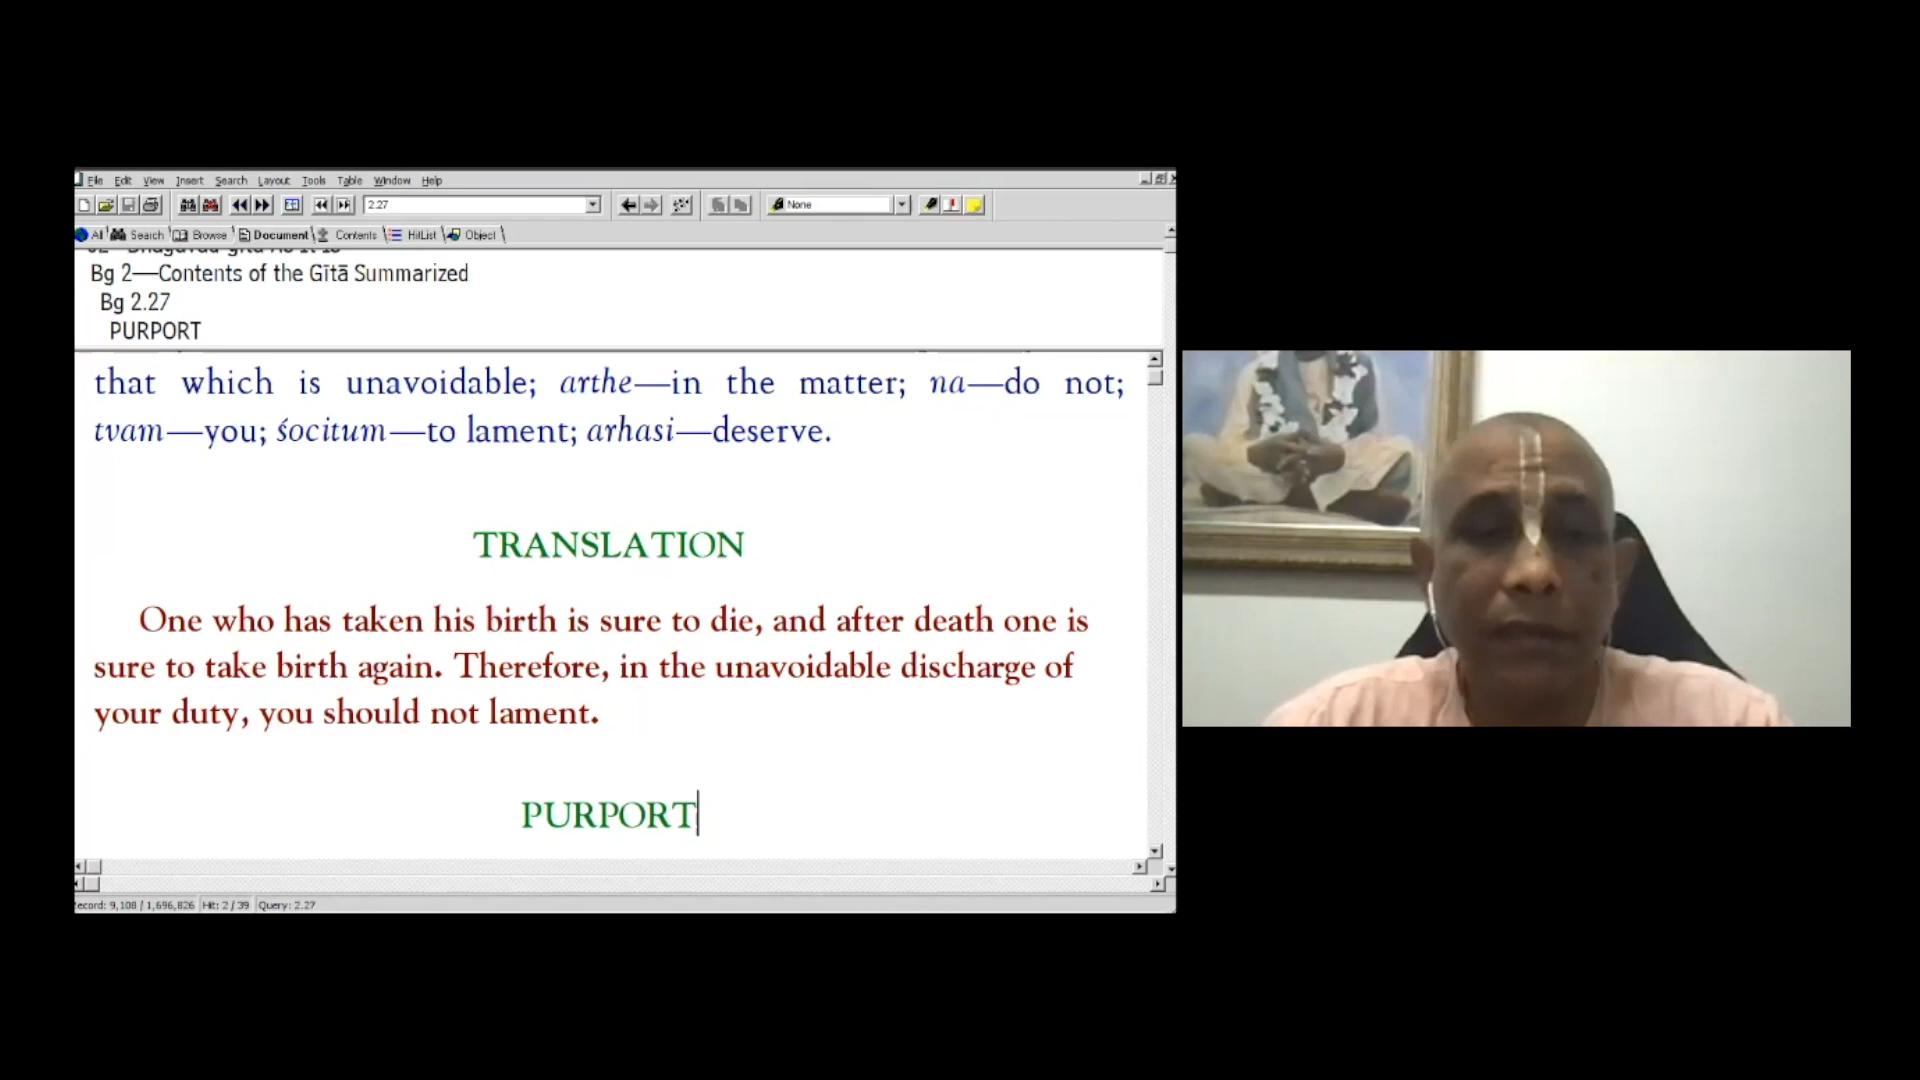 File Edit View Insert Search Layout Tools Table Window Help
2.27
None
All Search Browse Document Contents HitList Object
Bg 2—Contents of the Gītā Summarized
Bg 2.27
PURPORT
that which is unavoidable; arthe—in the matter; na—do not;
tvam—you; śocitum—to lament; arhasi—deserve.
TRANSLATION
One who has taken his birth is sure to die, and after death one is
sure to take birth again. Therefore, in the unavoidable discharge of
your duty, you should not lament.
PURPORT
ecord: 9,108 / 1,696,826 Hit: 2 / 39 Query: 2.27